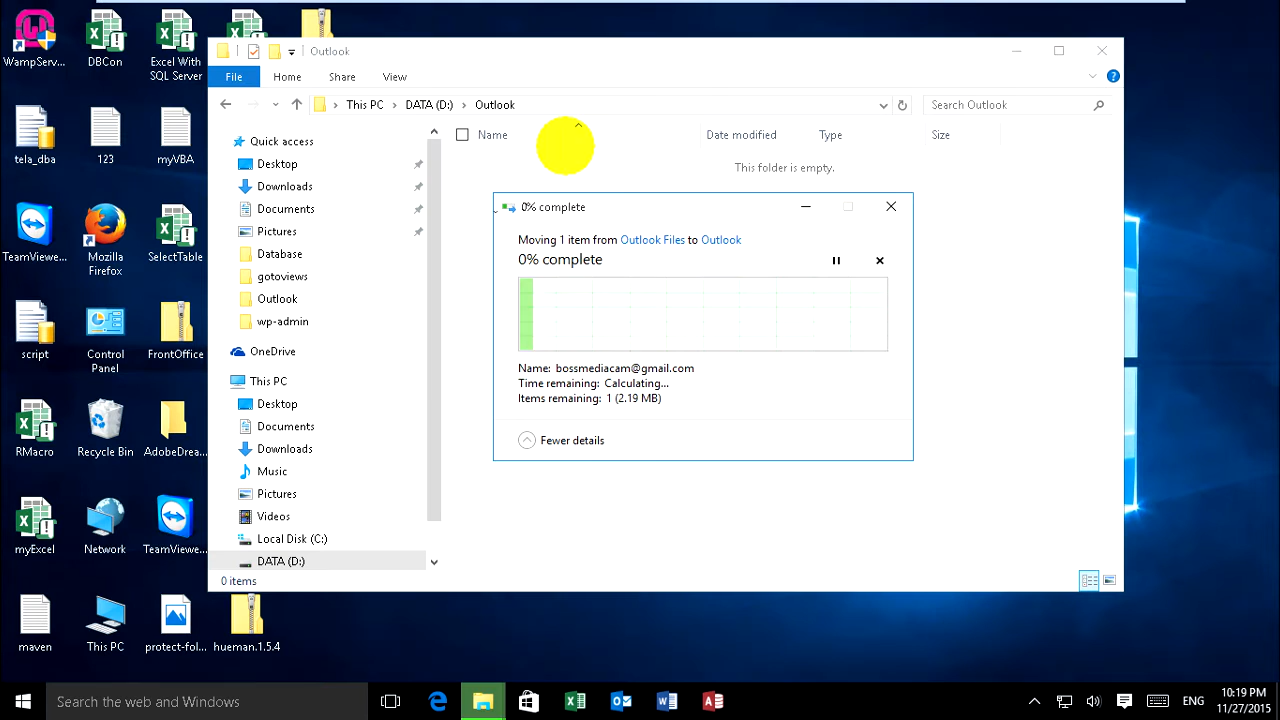 WampServ...
DBCon
Excel With
SQL Server
tela_dba
123
myVBA
TeamViewe...
Mozilla
Firefox
SelectTable
script
Control
Panel
FrontOffice
RMacro
Recycle Bin
AdobeDrea...
myExcel
Network
TeamViewe...
maven
This PC
protect-fol...
hueman.1.5.4
Outlook
File
Home
Share
View
This PC
DATA (D:)
Outlook
Search Outlook
Name
Date modified
Type
Size
This folder is empty.
Quick access
Desktop
Downloads
Documents
Pictures
Database
gotoviews
Outlook
wp-admin
OneDrive
This PC
Desktop
Documents
Downloads
Music
Pictures
Videos
Local Disk (C:)
DATA (D:)
0 items
0% complete
Moving 1 item from Outlook Files to Outlook
0% complete
Name: bossmediacam@gmail.com
Time remaining: Calculating...
Items remaining: 1 (2.19 MB)
Fewer details
Search the web and Windows
ENG
10:19 PM
11/27/2015